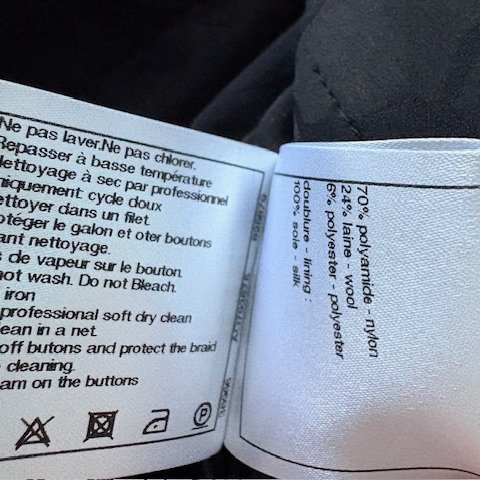 Ne pas laver.Ne pas chlorer.
Repasser à basse température
Nettoyage à sec par professionnel
uniquement: cycle doux
ettoyer dans un filet.
otéger le galon et oter boutons
ant nettoyage.
de vapeur sur le bouton.
not wash. Do not Bleach.
iron
professional soft dry clean
ean in a net.
off butons and protect the braid
cleaning.
am on the buttons
P
70% polyamide - nylon
24% laine - wool
6% polyester - polyester
doublure - lining :
100% soie - silk